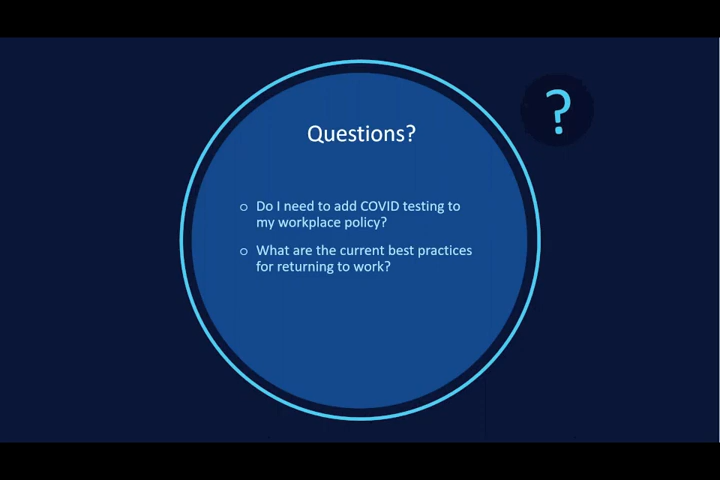 ?
Questions?
o Do I need to add COVID testing to
my workplace policy?
o What are the current best practices
for returning to work?